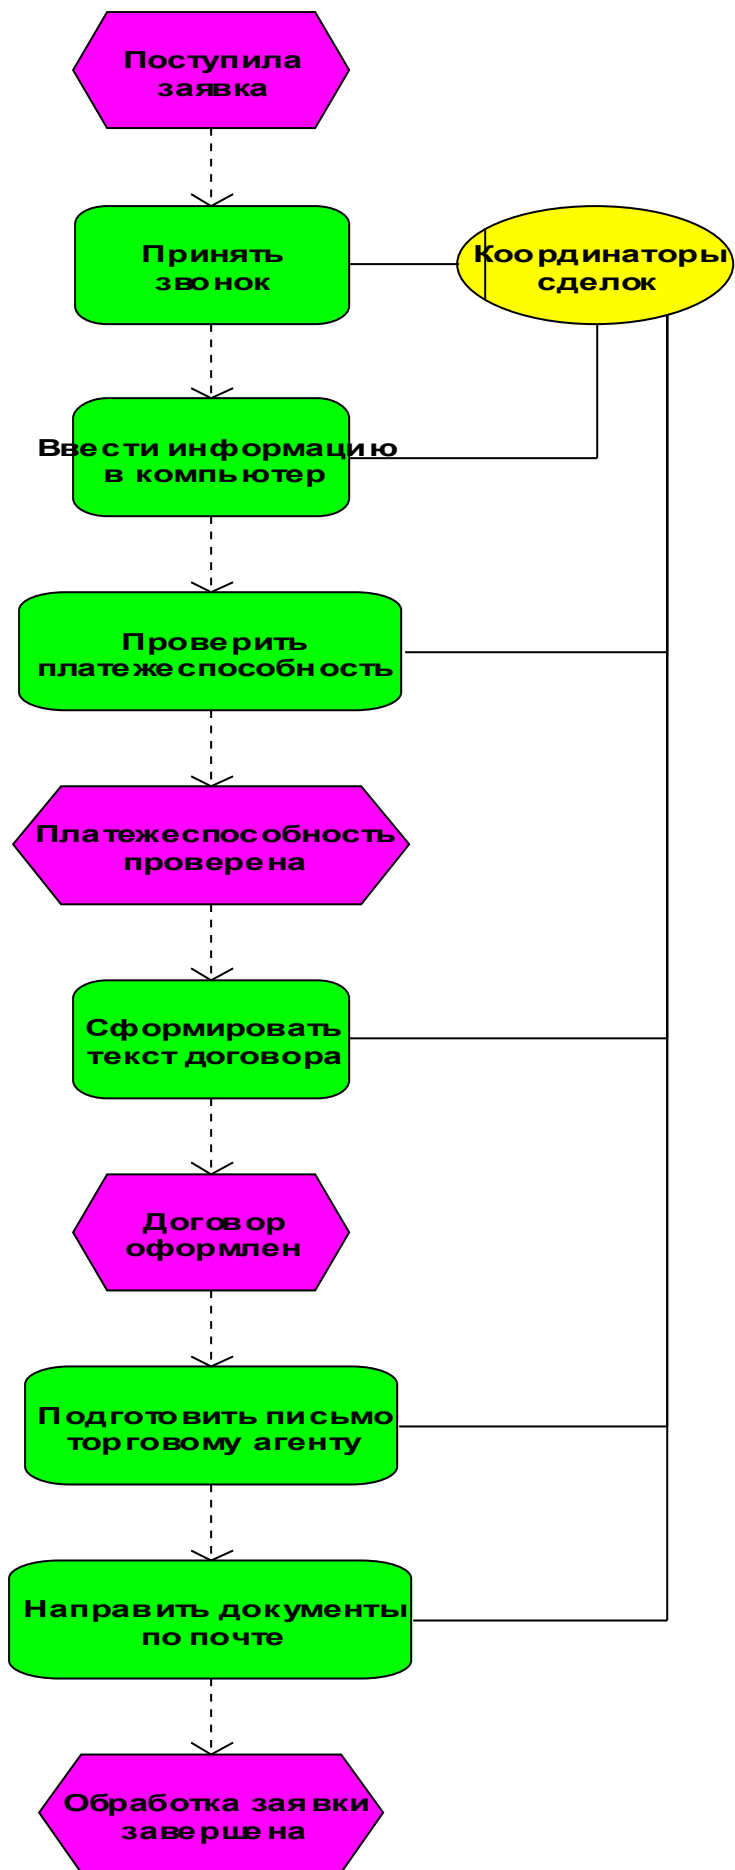 Поступила
заявка
Принять
звонок
Координаторы
сделок
Ввести информацию
в компьютер
Проверить
платежеспособность
Платежеспособность
проверена
Сформировать
текст договора
Договор
оформлен
Подготовить письмо
торговому агенту
Направить документы
по почте
Обработка заявки
завершена